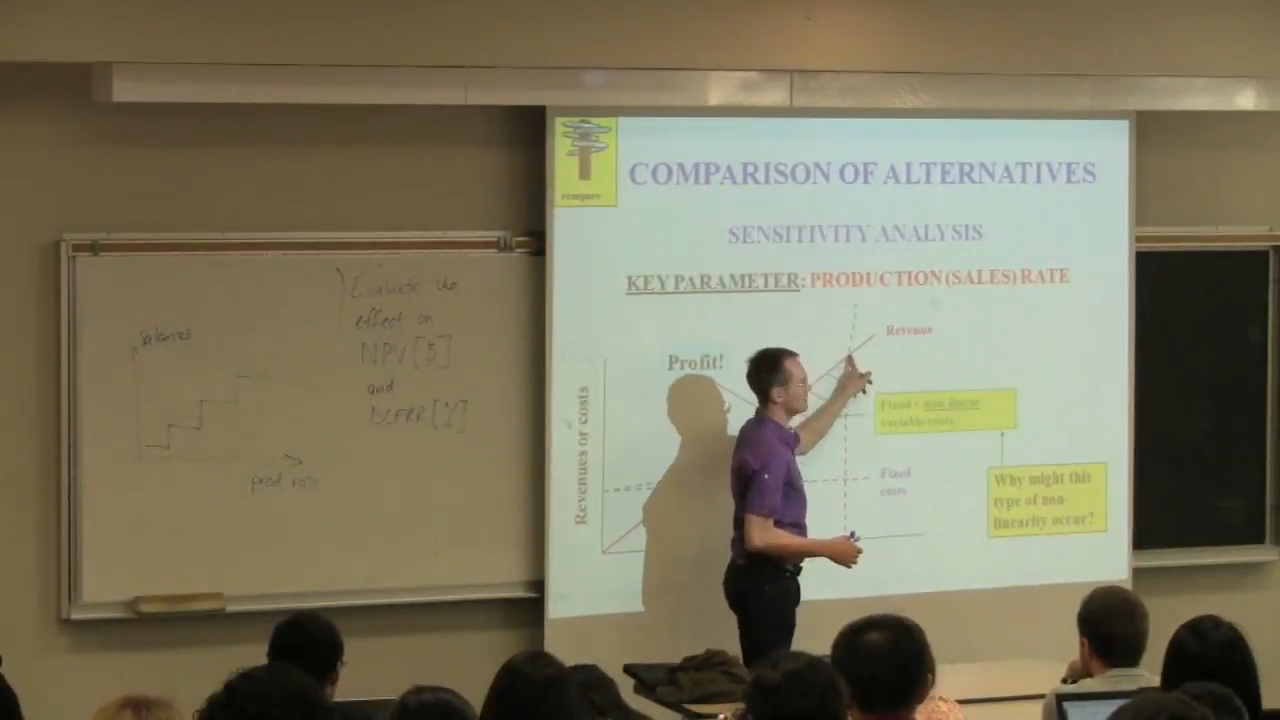 compare
COMPARISON OF ALTERNATIVES
SENSITIVITY ANALYSIS
KEY PARAMETER: PRODUCTION (SALES) RATE
Revenue
Profit!
Revenues or costs
Fixed + non linear
variable costs
Fixed
costs
Why might this
type of non
linearity occur?
salaries
prod rate
Evaluate the
effect on
NPV [$]
and
DCFRR [%]